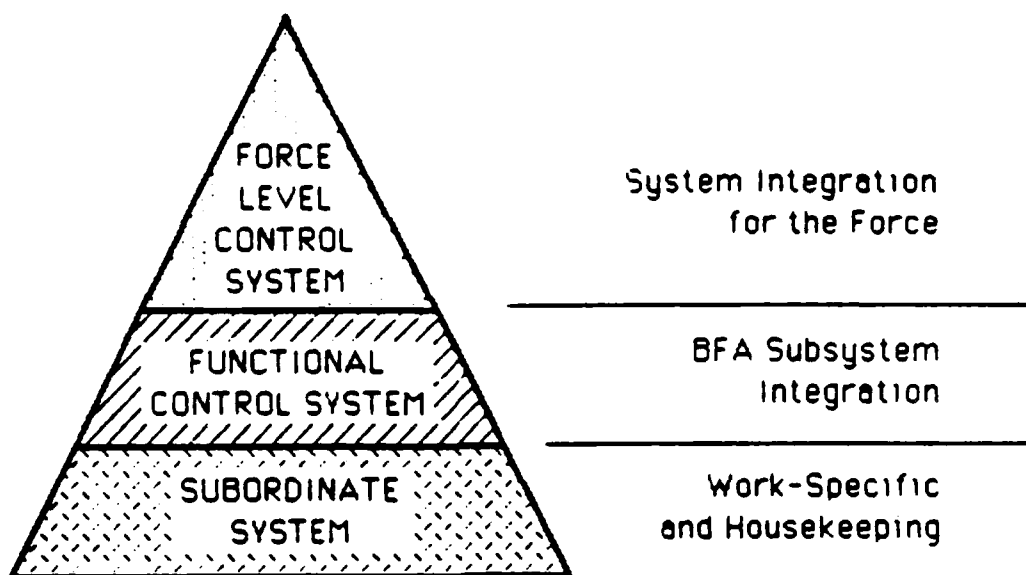 FORCE
LEVEL
CONTROL
SYSTEM
System Integration
for the Force
FUNCTIONAL
CONTROL SYSTEM
BFA Subsystem
Integration
SUBORDINATE
SYSTEM
Work-Specific
and Housekeeping